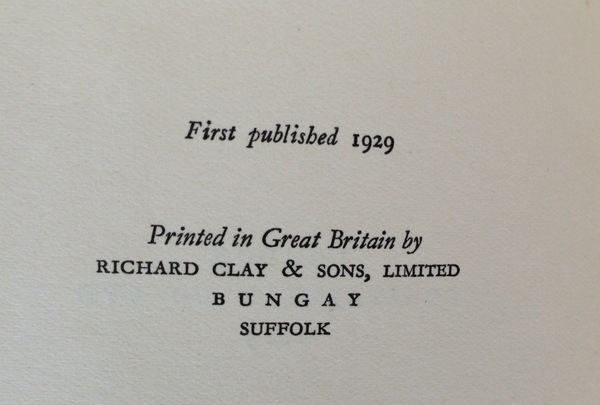 First published 1929
Printed in Great Britain by
RICHARD CLAY & SONS, LIMITED
BUNGAY
SUFFOLK